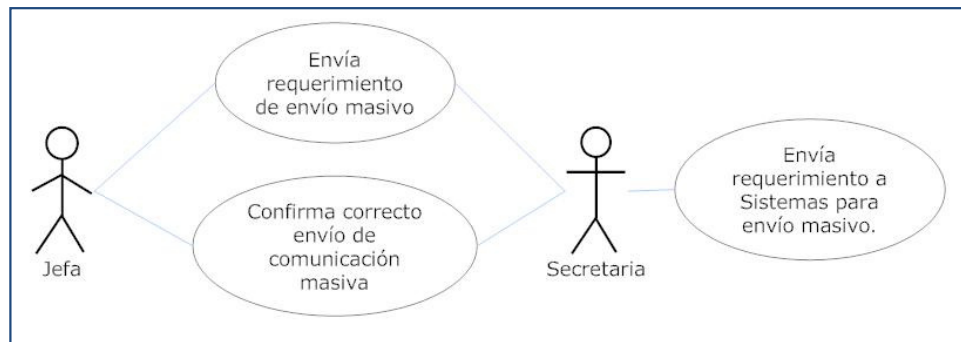 Envía
requerimiento
de envío masivo
Confirma correcto
envío de
comunicación
masiva
Jefa
Secretaria
Envía
requerimiento a
Sistemas para
envío masivo.